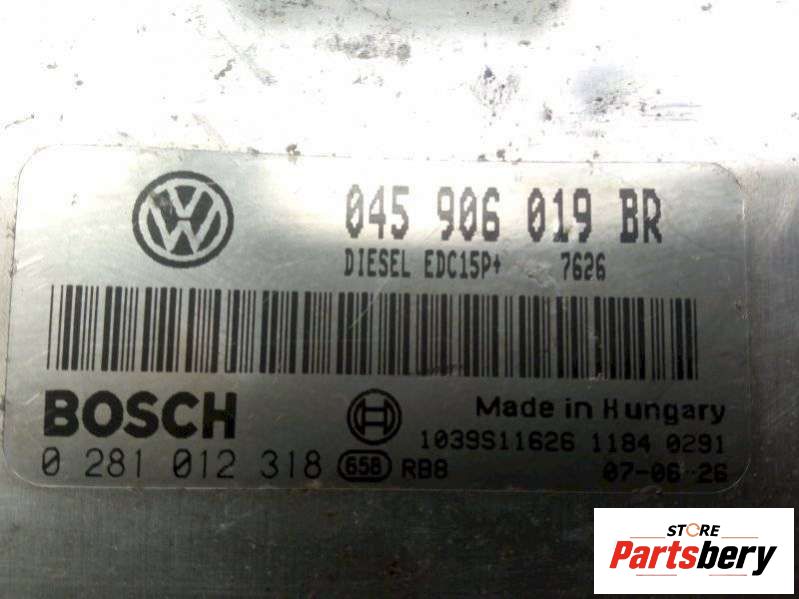 045 906 019 BR
DIESEL EDC15P+ 7626
BOSCH
Made in Hungary
1039S11626 1184 0291
0 281 012 318 658 RB8 07-06-26
STORE
Partsbery